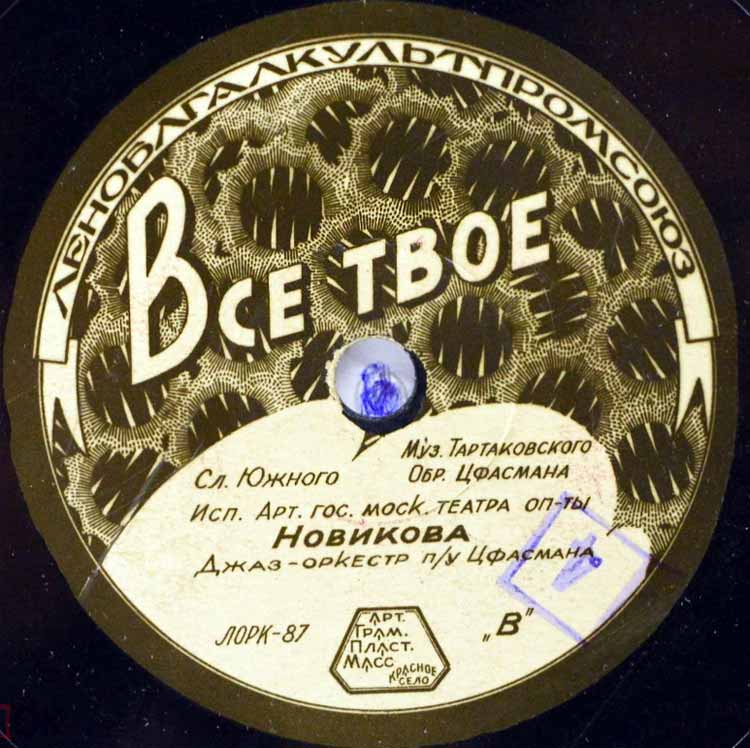 ЛЕНОБЛГАЛКУЛЬТПРОМСОЮЗ
ВСЕ ТВОЕ
Муз. Тартаковского
Сл. Южного
Обр. Цфасмана
Исп. Арт. гос. моск. театра оп-ты
Новикова
Джаз-оркестр п/у Цфасмана
ЛОРК-87
Арт.
Грам.
Пласт.
Масс
Красное
село
„В"